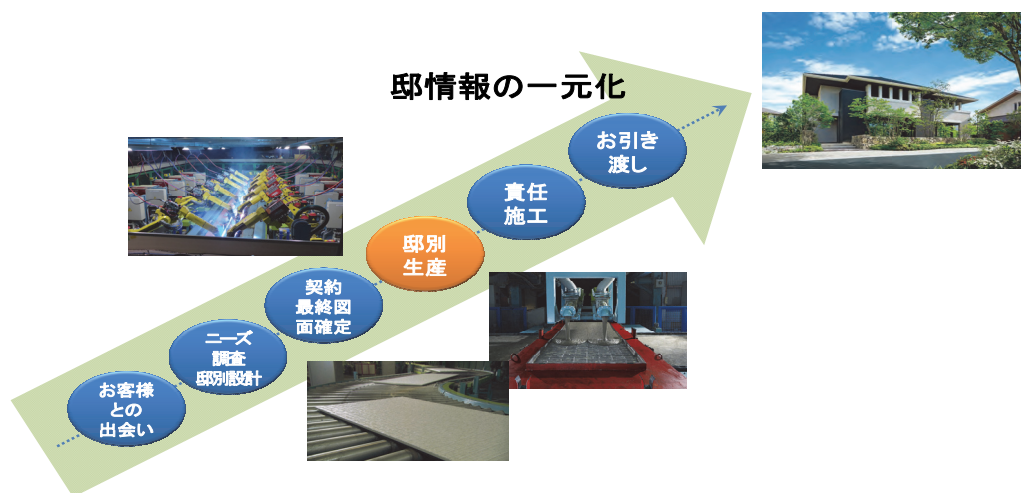 邸情報の一元化
お客様
との
出会い
ニーズ
調査
邸別設計
契約
最終図
面確定
邸別
生産
責任
施工
お引き
渡し